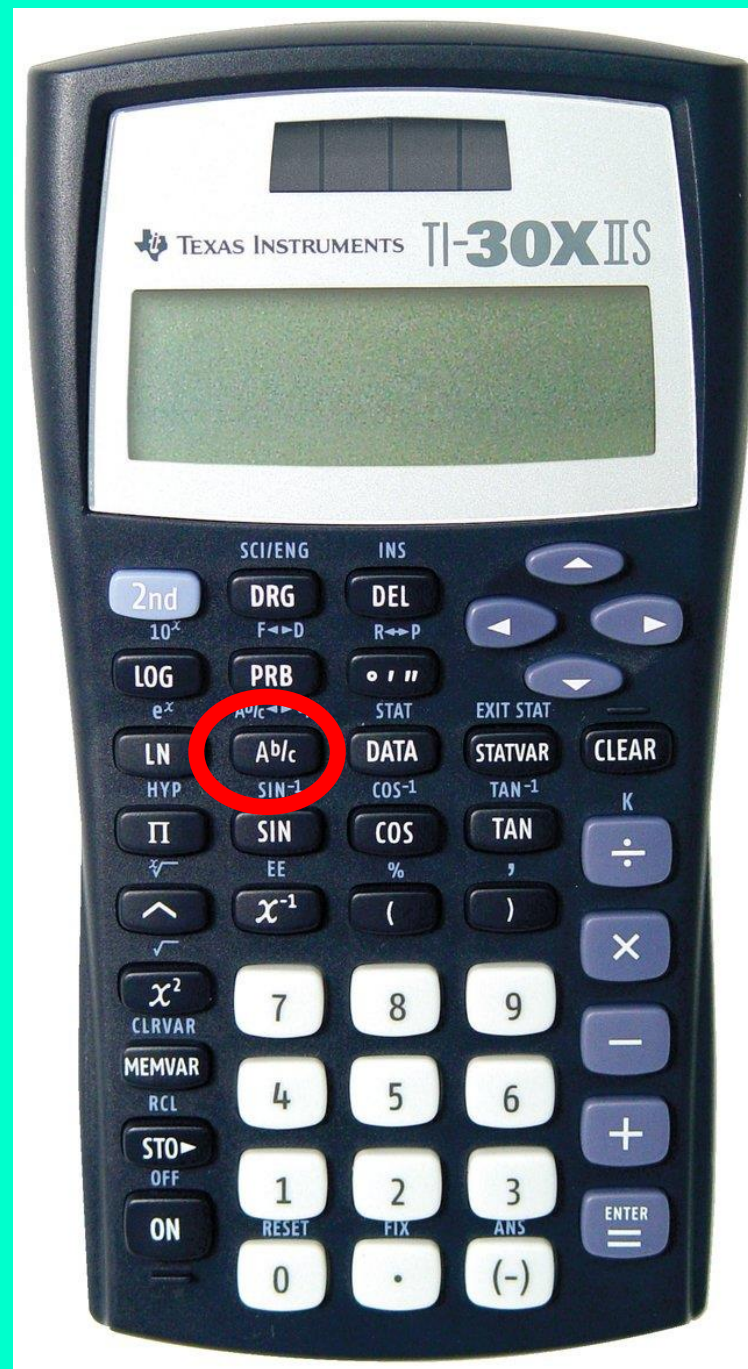 TEXAS INSTRUMENTS TI-30X IIS
SCI/ENG INS
2nd DRG DEL
10ˣ F◄►D R◄►P
LOG PRB ° ' "
eˣ STAT EXIT STAT
LN Ab/c DATA STATVAR CLEAR
HYP SIN⁻¹ COS⁻¹ TAN⁻¹ K
Π SIN COS TAN ÷
ˣ√ EE % ,
^ x⁻¹ ( ) ×
√
x² 7 8 9 −
CLRVAR
MEMVAR 4 5 6 +
RCL
STO► 1 2 3
OFF
ON RESET FIX ANS ENTER =
0 . (-)